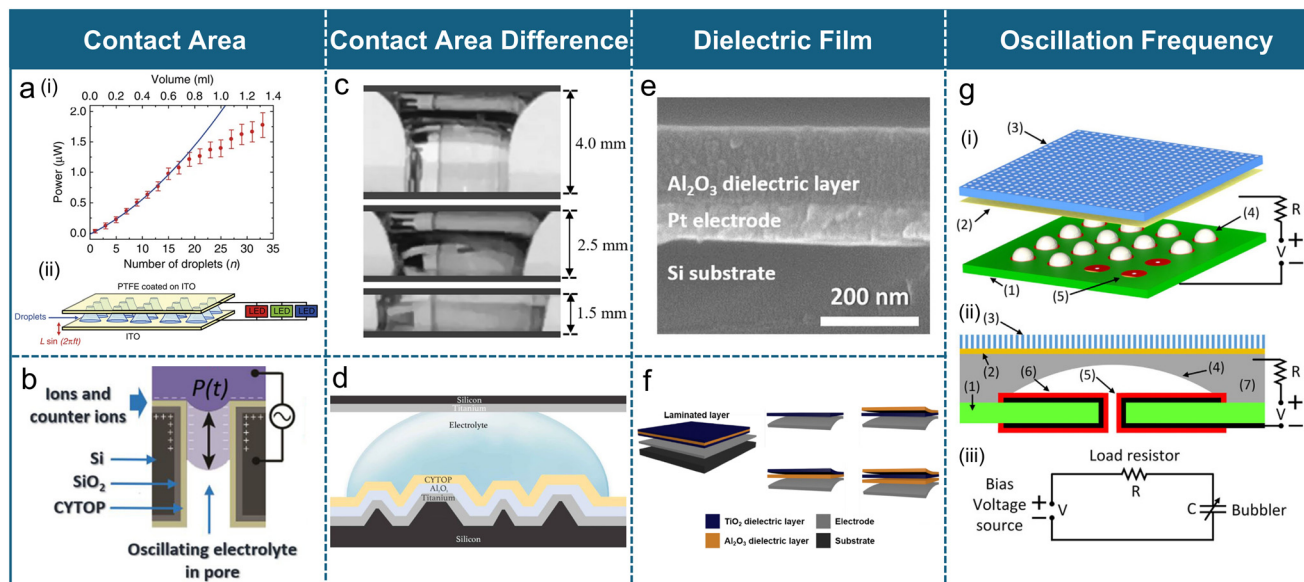 Contact Area
Contact Area Difference
Dielectric Film
Oscillation Frequency
a (i)
Volume (ml)
0.0 0.2 0.4 0.6 0.8 1.0 1.2 1.4
Power (μW)
2.0
1.5
1.0
0.5
0.0
0 5 10 15 20 25 30 35
Number of droplets (n)
(ii)
PTFE coated on ITO
Droplets
LED LED LED
L sin (2πft)
ITO
b
P(t)
Ions and
counter ions
Si
SiO₂
CYTOP
Oscillating electrolyte
in pore
c
4.0 mm
2.5 mm
1.5 mm
d
Silicon
Titanium
Electrolyte
CYTOP
Al₂O₃
Titanium
Silicon
e
Al₂O₃ dielectric layer
Pt electrode
Si substrate
200 nm
f
Laminated layer
TiO₂ dielectric layer
Electrode
Al₂O₃ dielectric layer
Substrate
g
(i)
(3)
(2)
(4)
R
+
V
−
(1)
(5)
(ii)
(3)
(2)
(1)
(6)
(5)
(4)
(7)
R
+
V
−
(iii)
Load resistor
R
Bias
Voltage
source
+
−
V
C
Bubbler